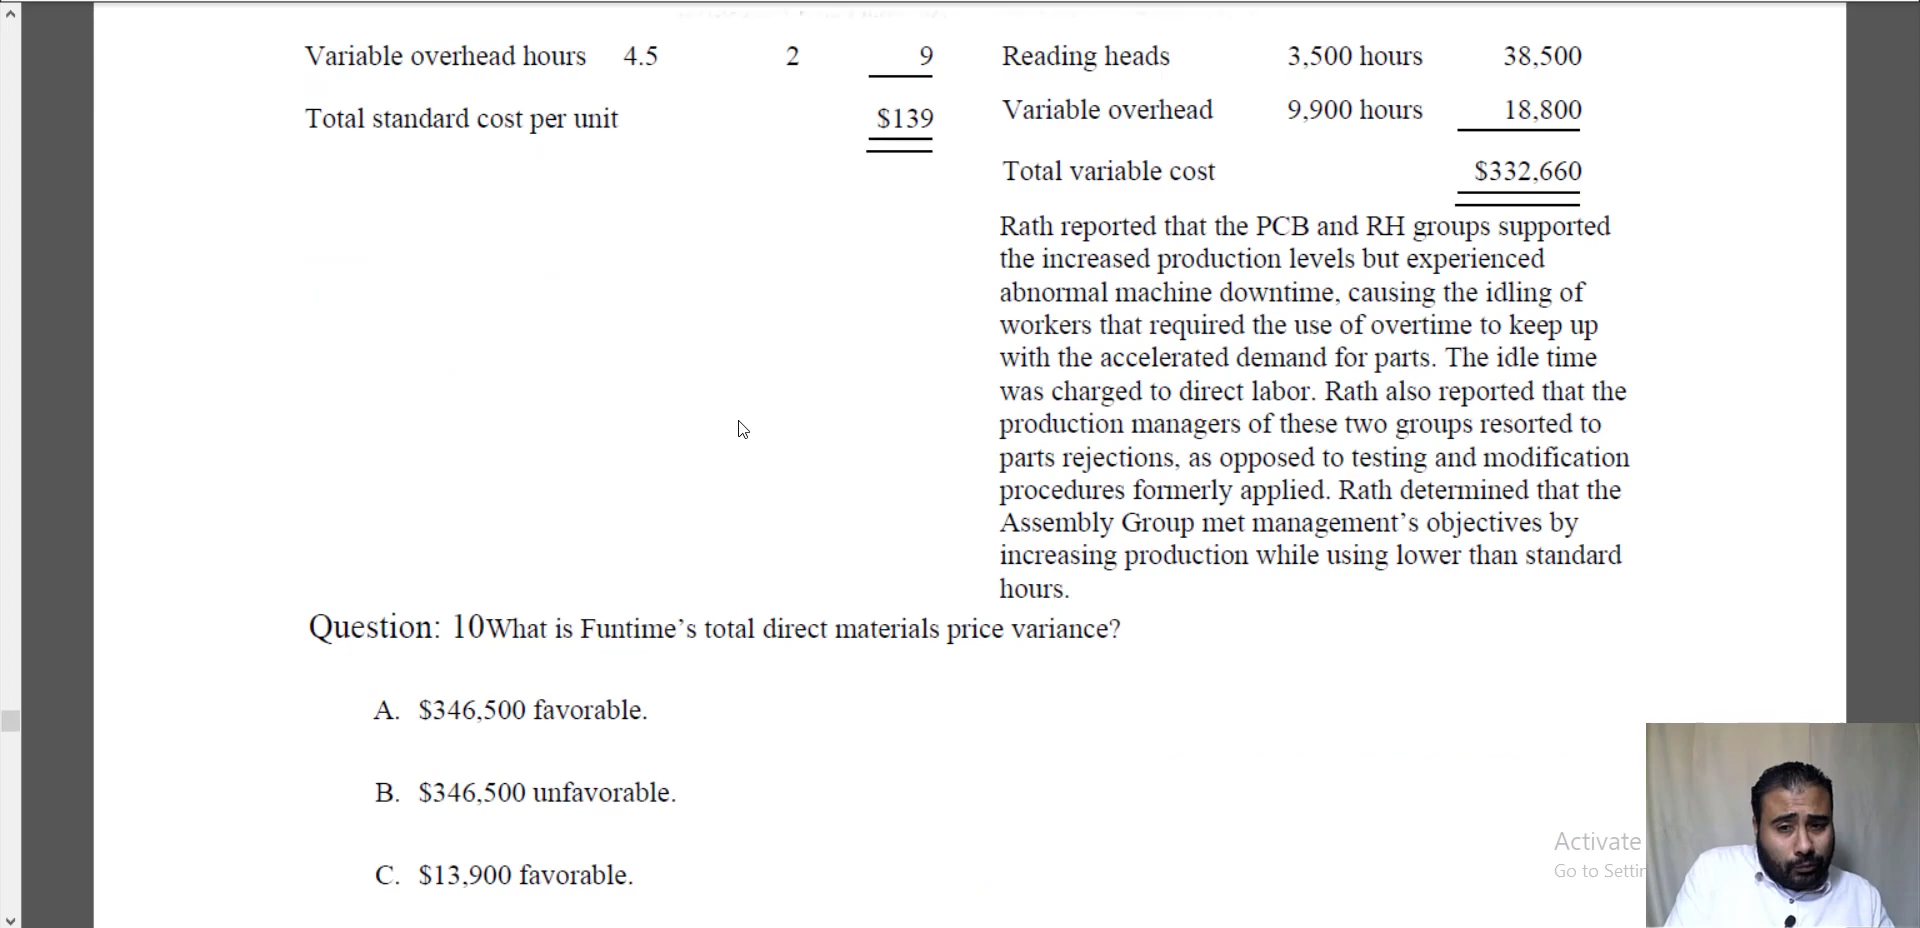 Variable overhead hours 4.5 2 9
Total standard cost per unit $139
Reading heads 3,500 hours 38,500
Variable overhead 9,900 hours 18,800
Total variable cost $332,660
Rath reported that the PCB and RH groups supported
the increased production levels but experienced
abnormal machine downtime, causing the idling of
workers that required the use of overtime to keep up
with the accelerated demand for parts. The idle time
was charged to direct labor. Rath also reported that the
production managers of these two groups resorted to
parts rejections, as opposed to testing and modification
procedures formerly applied. Rath determined that the
Assembly Group met management’s objectives by
increasing production while using lower than standard
hours.
Question: 10What is Funtime’s total direct materials price variance?
A. $346,500 favorable.
B. $346,500 unfavorable.
C. $13,900 favorable.
Activate
Go to Settin